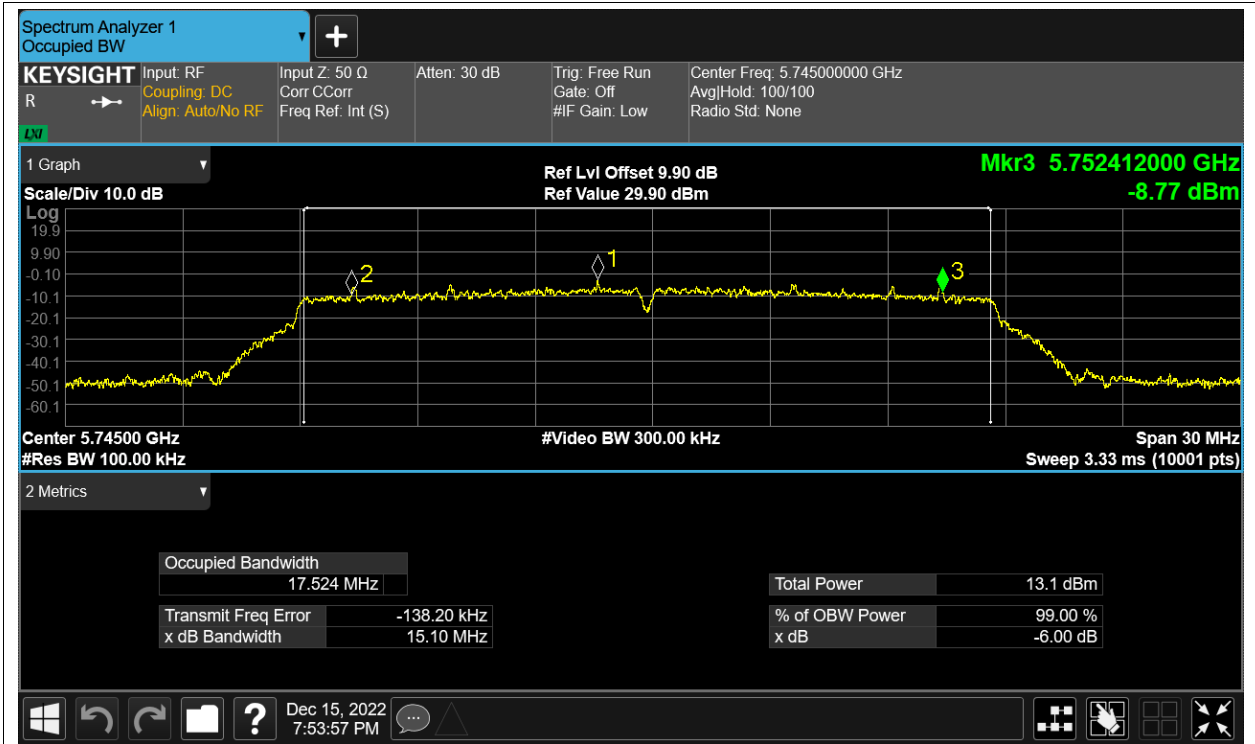 Spectrum Analyzer 1
Occupied BW
KEYSIGHT
R
LXI
Input: RF
Coupling: DC
Align: Auto/No RF
Input Z: 50 Ω
Corr CCorr
Freq Ref: Int (S)
Atten: 30 dB
Trig: Free Run
Gate: Off
#IF Gain: Low
Center Freq: 5.745000000 GHz
Avg|Hold: 100/100
Radio Std: None
1 Graph
Scale/Div 10.0 dB
Ref Lvl Offset 9.90 dB
Ref Value 29.90 dBm
Mkr3 5.752412000 GHz
-8.77 dBm
Log
19.9
9.90
-0.10
-10.1
-20.1
-30.1
-40.1
-50.1
-60.1
2
1
3
Center 5.74500 GHz
#Video BW 300.00 kHz
Span 30 MHz
#Res BW 100.00 kHz
Sweep 3.33 ms (10001 pts)
2 Metrics
Occupied Bandwidth
17.524 MHz
Transmit Freq Error -138.20 kHz
x dB Bandwidth 15.10 MHz
Total Power 13.1 dBm
% of OBW Power 99.00 %
x dB -6.00 dB
?
Dec 15, 2022
7:53:57 PM